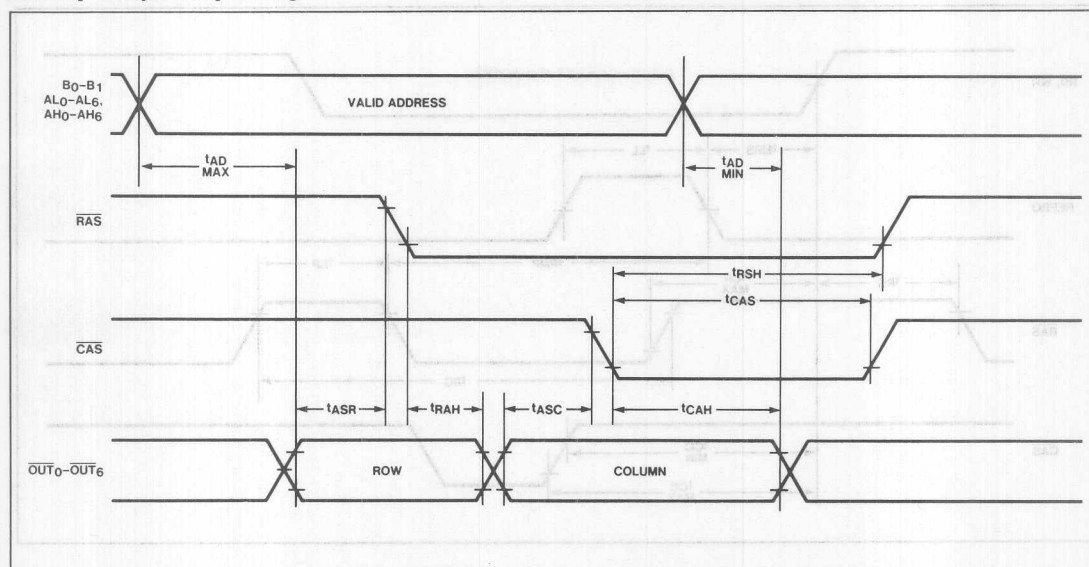 B0–B1
AL0–AL6,
AH0–AH6
VALID ADDRESS
tAD
MAX
tAD
MIN
RAS
tRSH
tCAS
CAS
tASR
tRAH
tASC
tCAH
OUT0–OUT6
ROW
COLUMN